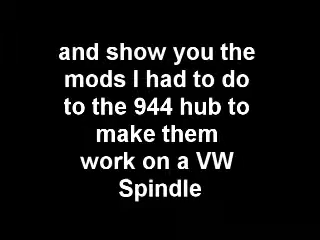 and show you the
mods I had to do
to the 944 hub to
make them
work on a VW
Spindle